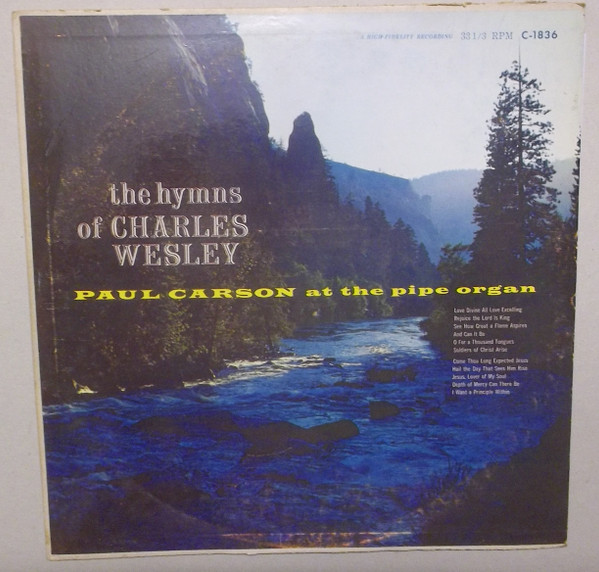 A HIGH-FIDELITY RECORDING 33 1/3 RPM C-1836
the hymns
of CHARLES
WESLEY
PAUL CARSON at the pipe organ
Love Divine All Love Excelling
Rejoice the Lord is King
See How Great a Flame Aspires
And Can It Be
O For a Thousand Tongues
Soldiers of Christ Arise
Come Thou Long Expected Jesus
Hail the Day That Sees Him Rise
Jesus, Lover of My Soul
Depth of Mercy Can There Be
I Want a Principle Within